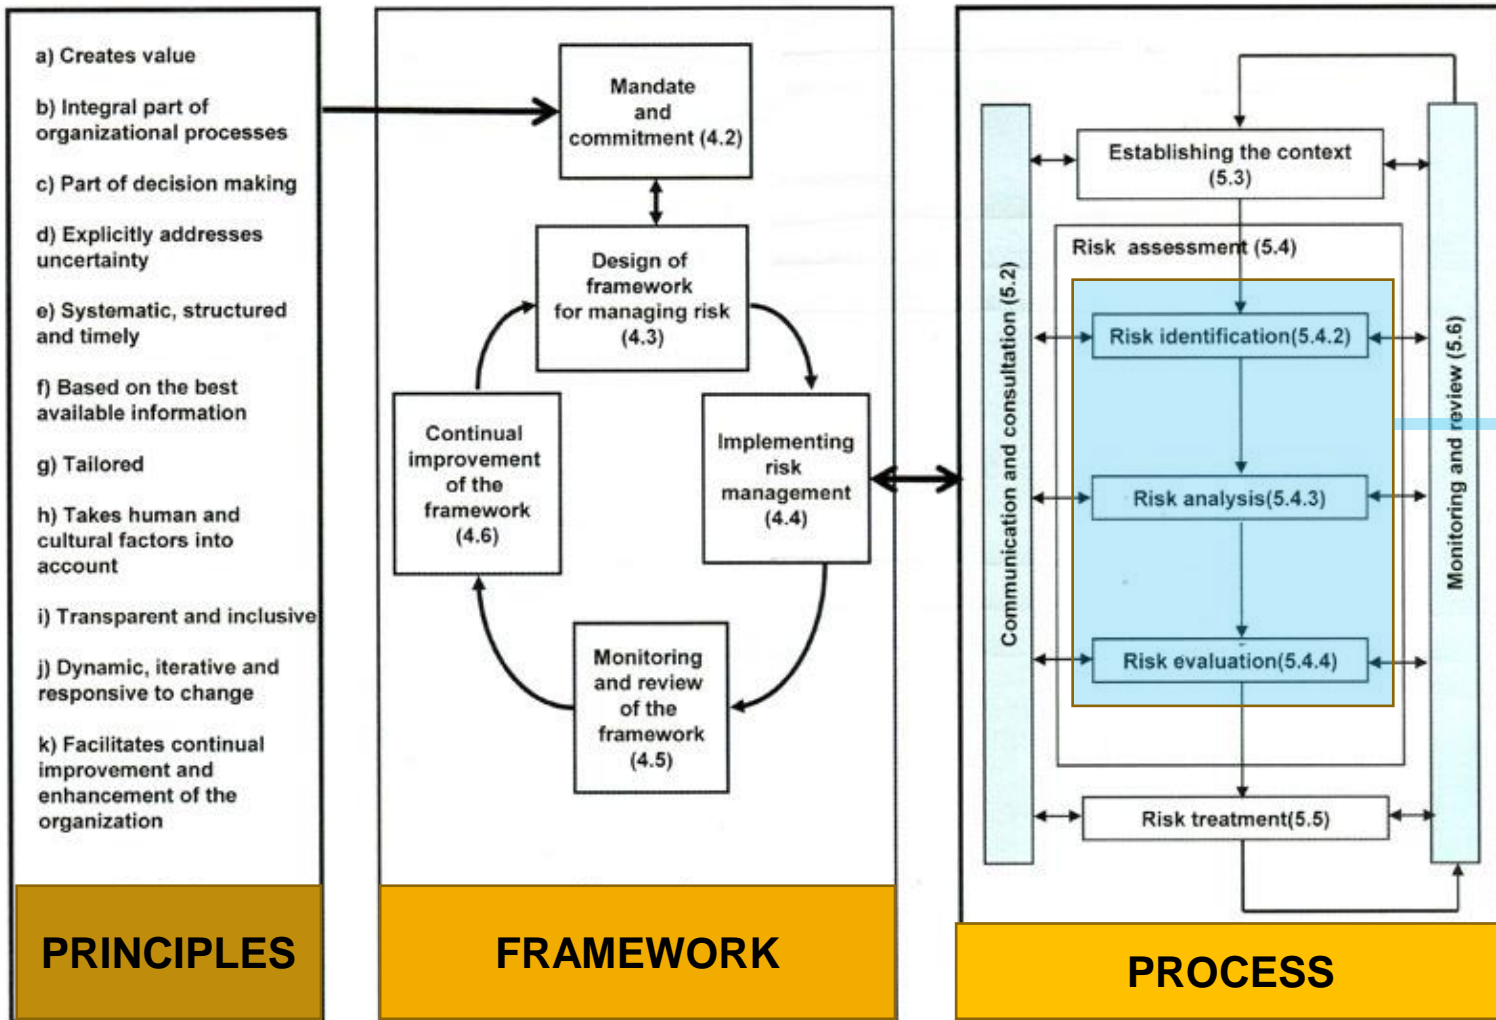 a) Creates value
b) Integral part of
organizational processes
c) Part of decision making
d) Explicitly addresses
uncertainty
e) Systematic, structured
and timely
f) Based on the best
available information
g) Tailored
h) Takes human and
cultural factors into
account
i) Transparent and inclusive
j) Dynamic, iterative and
responsive to change
k) Facilitates continual
improvement and
enhancement of the
organization
PRINCIPLES
Mandate
and
commitment (4.2)
Design of
framework
for managing risk
(4.3)
Continual
improvement
of the
framework
(4.6)
Implementing
risk
management
(4.4)
Monitoring
and review
of the
framework
(4.5)
FRAMEWORK
Communication and consultation (5.2)
Establishing the context
(5.3)
Risk assessment (5.4)
Risk identification(5.4.2)
Risk analysis(5.4.3)
Risk evaluation(5.4.4)
Risk treatment(5.5)
Monitoring and review (5.6)
PROCESS